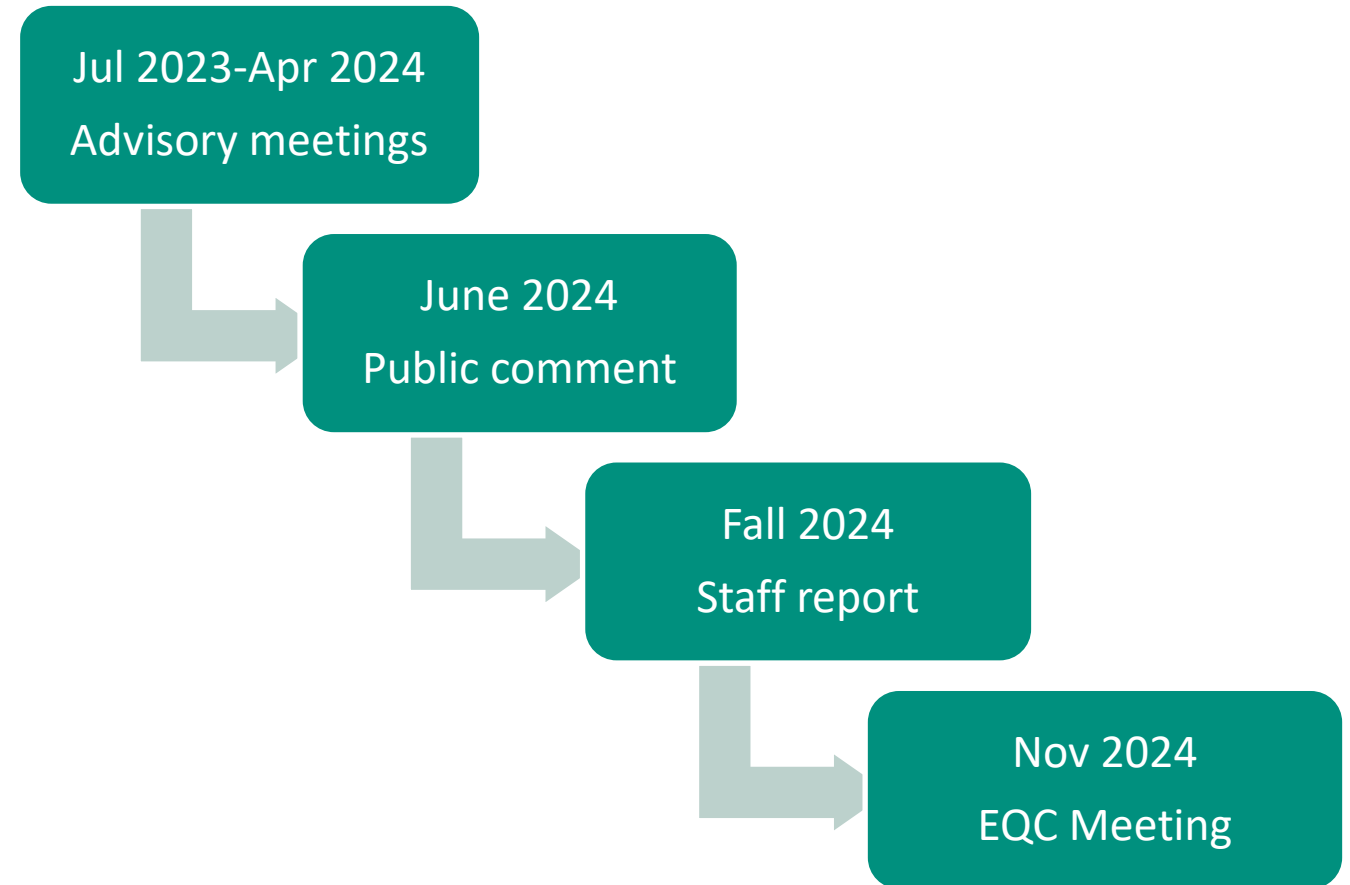 Jul 2023-Apr 2024
Advisory meetings
June 2024
Public comment
Fall 2024
Staff report
Nov 2024
EQC Meeting